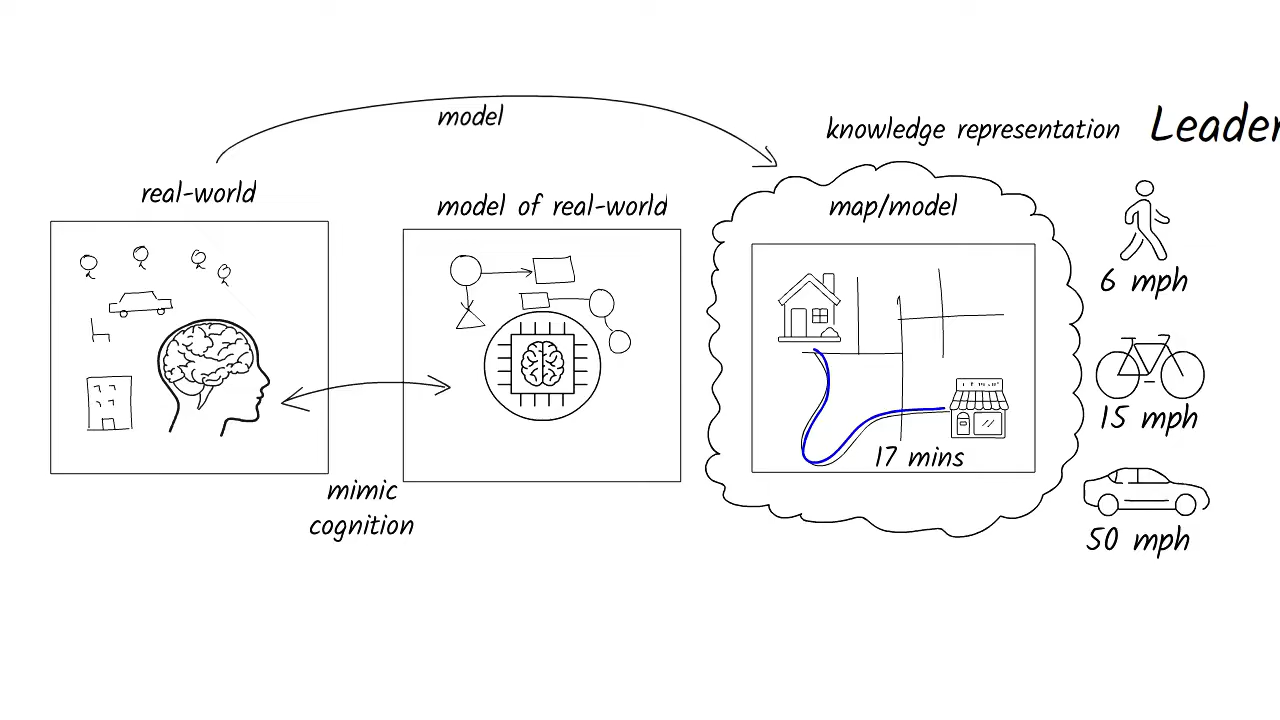 model
knowledge representation
Leader
real-world
model of real-world
map/model
6 mph
15 mph
17 mins
mimic
cognition
50 mph